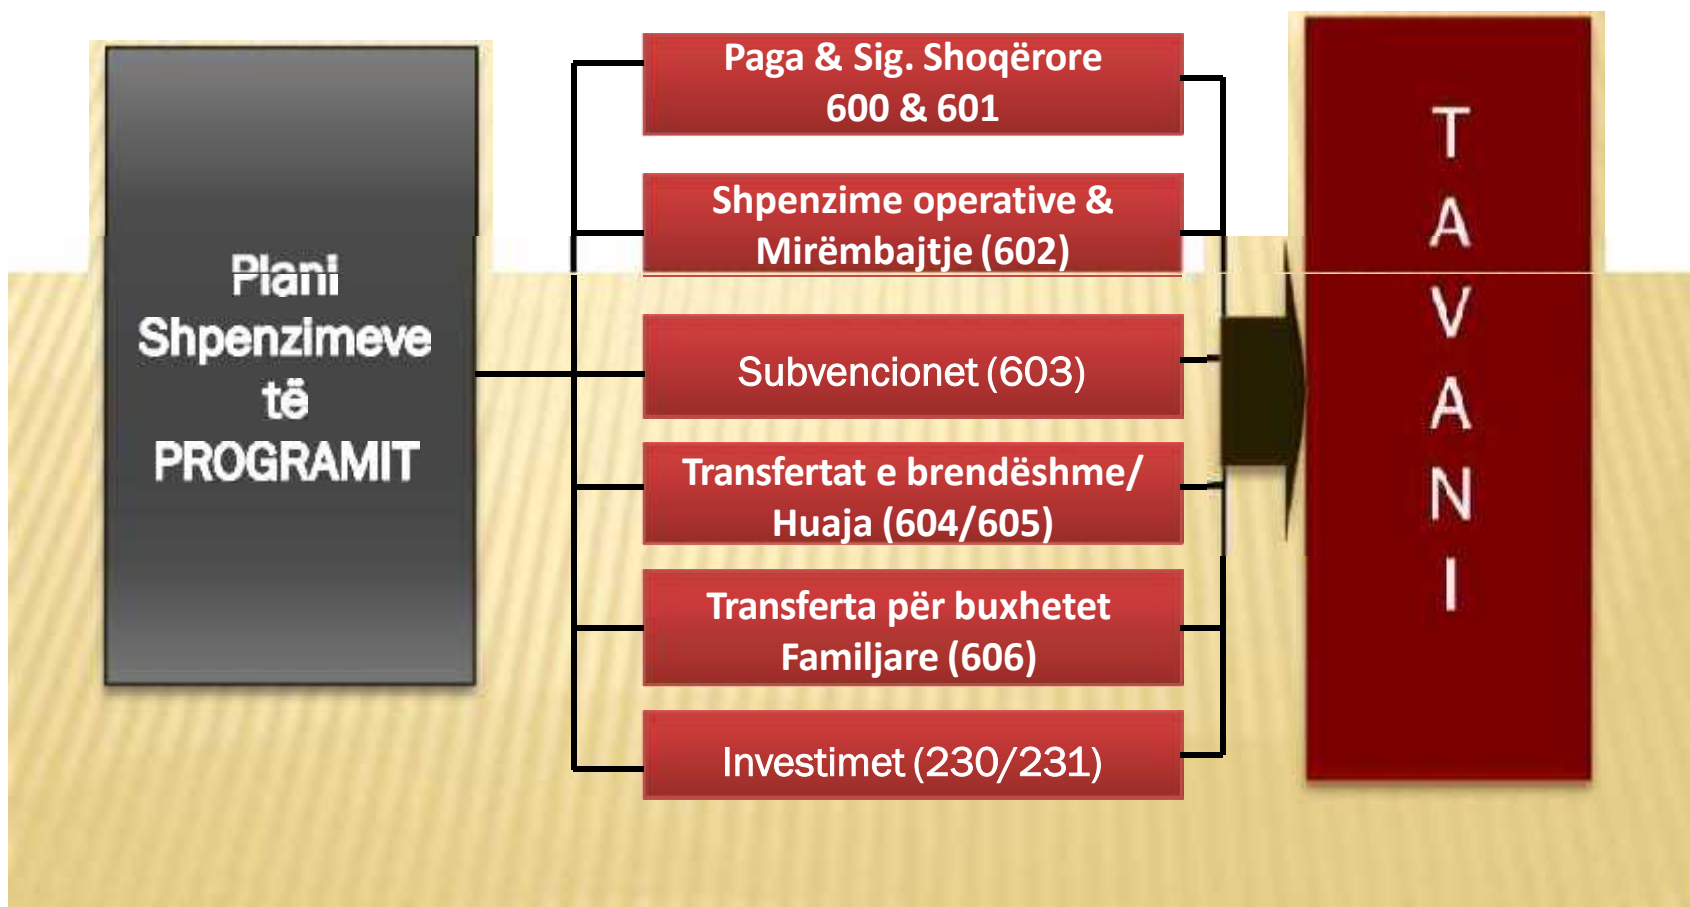 Plani
Shpenzimeve
të
PROGRAMIT
Paga & Sig. Shoqërore
600 & 601
Shpenzime operative &
Mirëmbajtje (602)
Subvencionet (603)
Transfertat e brendëshme/
Huaja (604/605)
Transferta për buxhetet
Familjare (606)
Investimet (230/231)
T
A
V
A
N
I